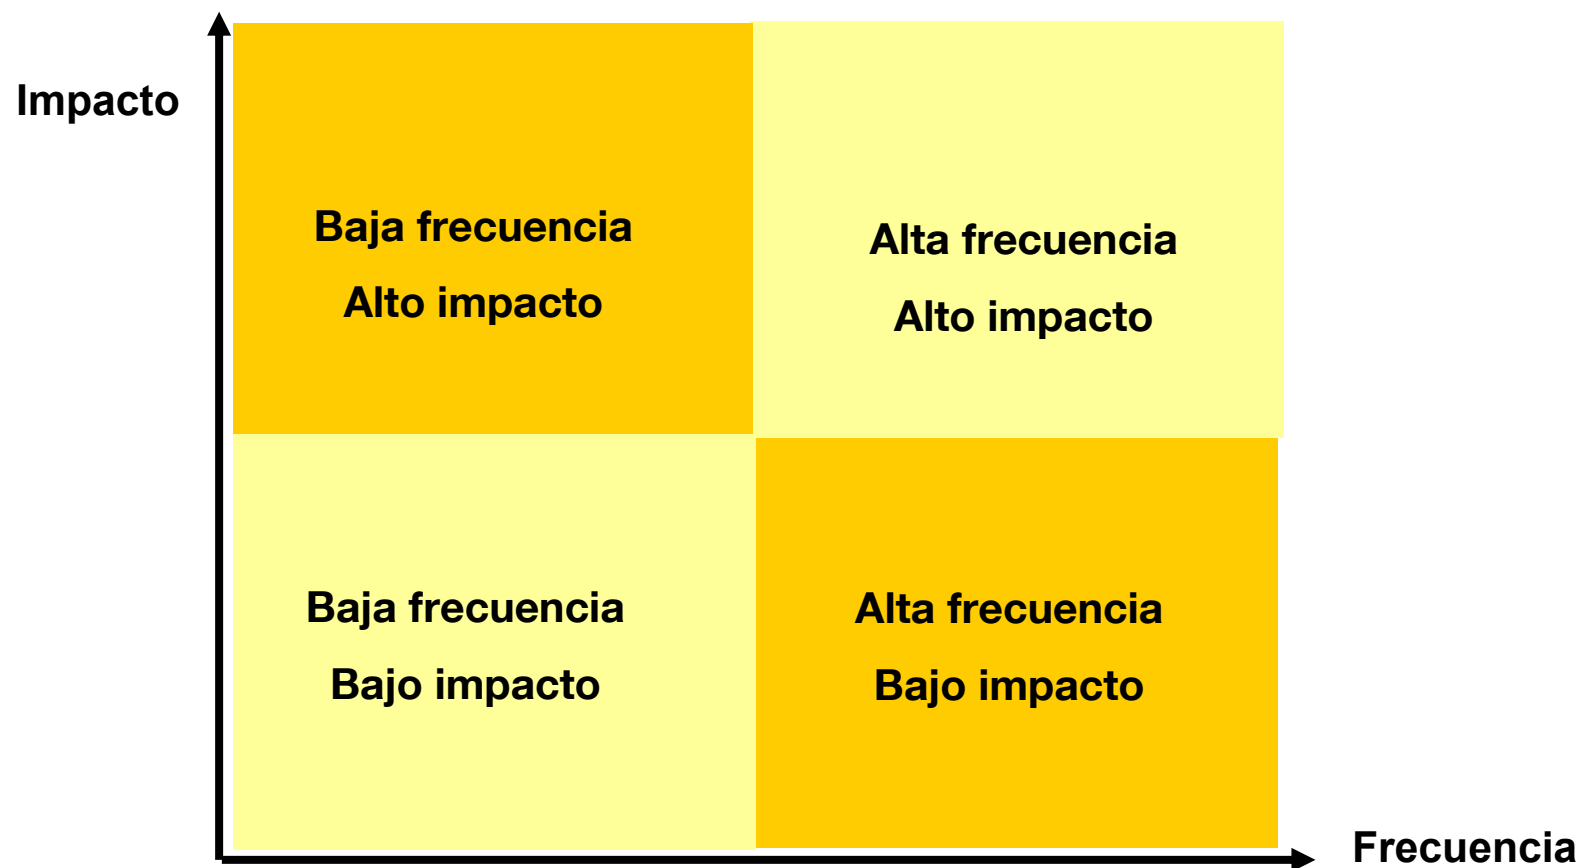 Impacto
Baja frecuencia
Alto impacto
Alta frecuencia
Alto impacto
Baja frecuencia
Bajo impacto
Alta frecuencia
Bajo impacto
Frecuencia